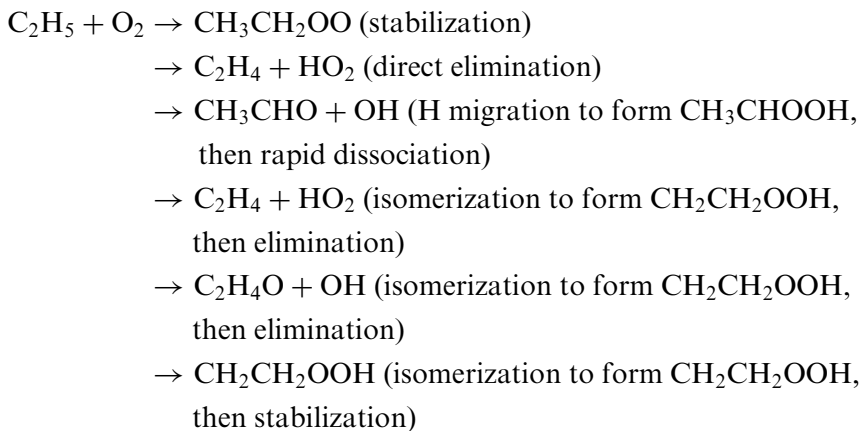 C₂H₅ + O₂ → CH₃CH₂OO (stabilization)
→ C₂H₄ + HO₂ (direct elimination)
→ CH₃CHO + OH (H migration to form CH₃CHOOH,
then rapid dissociation)
→ C₂H₄ + HO₂ (isomerization to form CH₂CH₂OOH,
then elimination)
→ C₂H₄O + OH (isomerization to form CH₂CH₂OOH,
then elimination)
→ CH₂CH₂OOH (isomerization to form CH₂CH₂OOH,
then stabilization)